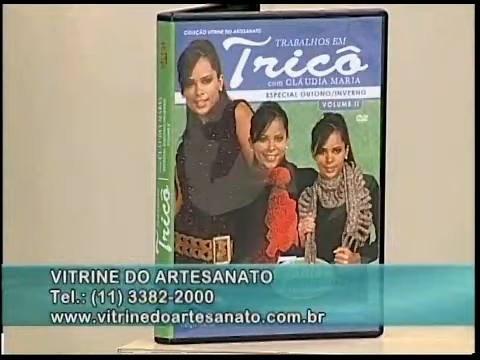 COLEÇÃO VITRINE DO ARTESANATO
TRABALHOS EM
Tricô
com CLÁUDIA MARIA
ESPECIAL OUTONO/INVERNO
VOLUME II
DVD
Tricô
VITRINE DO ARTESANATO
Tel.: (11) 3382-2000
www.vitrinedoartesanato.com.br